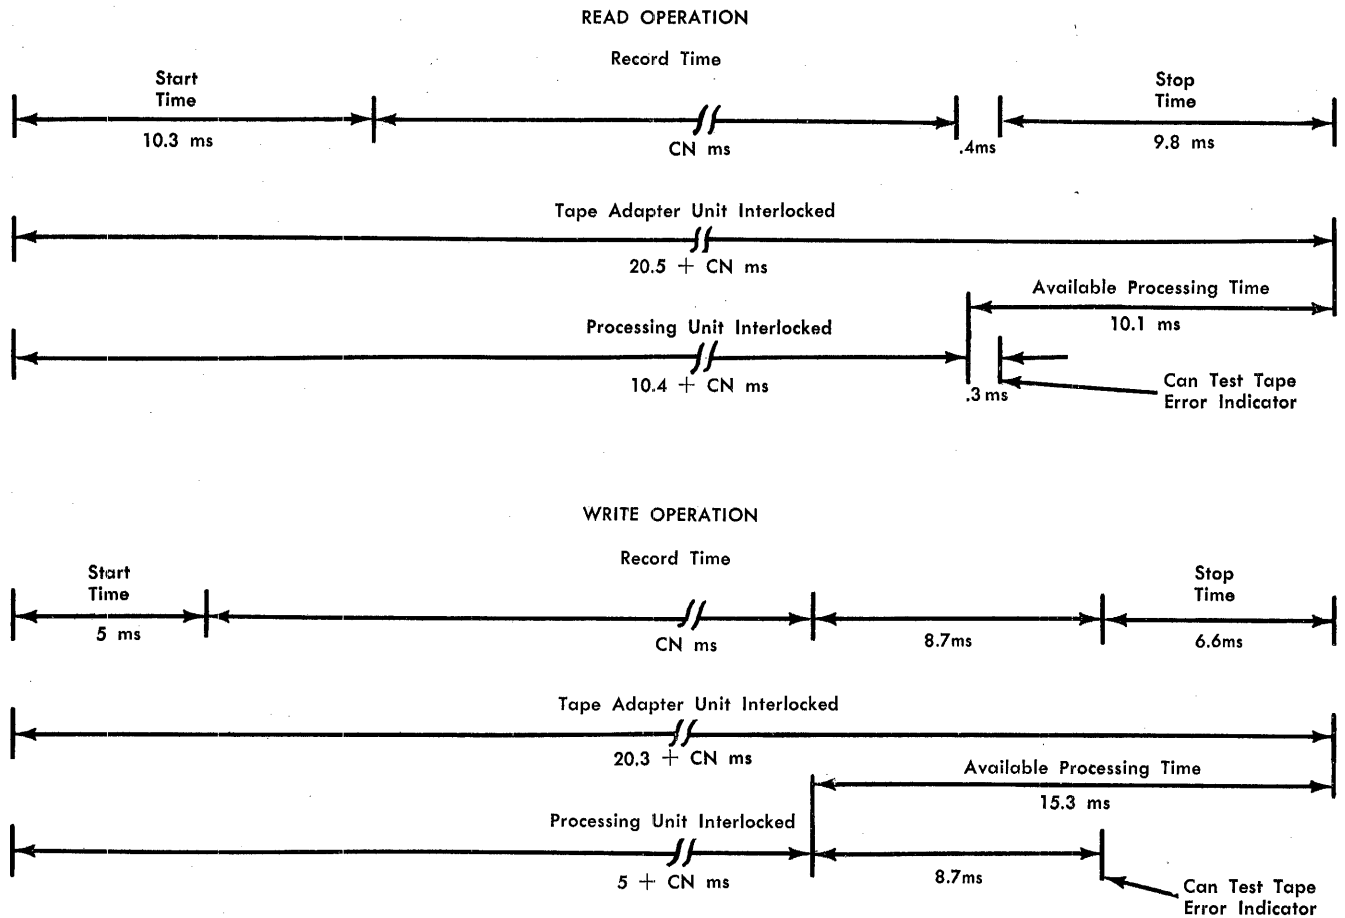 READ OPERATION
Record Time
Start
Time
Stop
Time
10.3 ms
CN ms
.4ms
9.8 ms
Tape Adapter Unit Interlocked
20.5 + CN ms
Available Processing Time
10.1 ms
Processing Unit Interlocked
10.4 + CN ms
.3 ms
Can Test Tape
Error Indicator
WRITE OPERATION
Record Time
Start
Time
Stop
Time
5 ms
CN ms
8.7ms
6.6ms
Tape Adapter Unit Interlocked
20.3 + CN ms
Available Processing Time
15.3 ms
Processing Unit Interlocked
5 + CN ms
8.7ms
Can Test Tape
Error Indicator